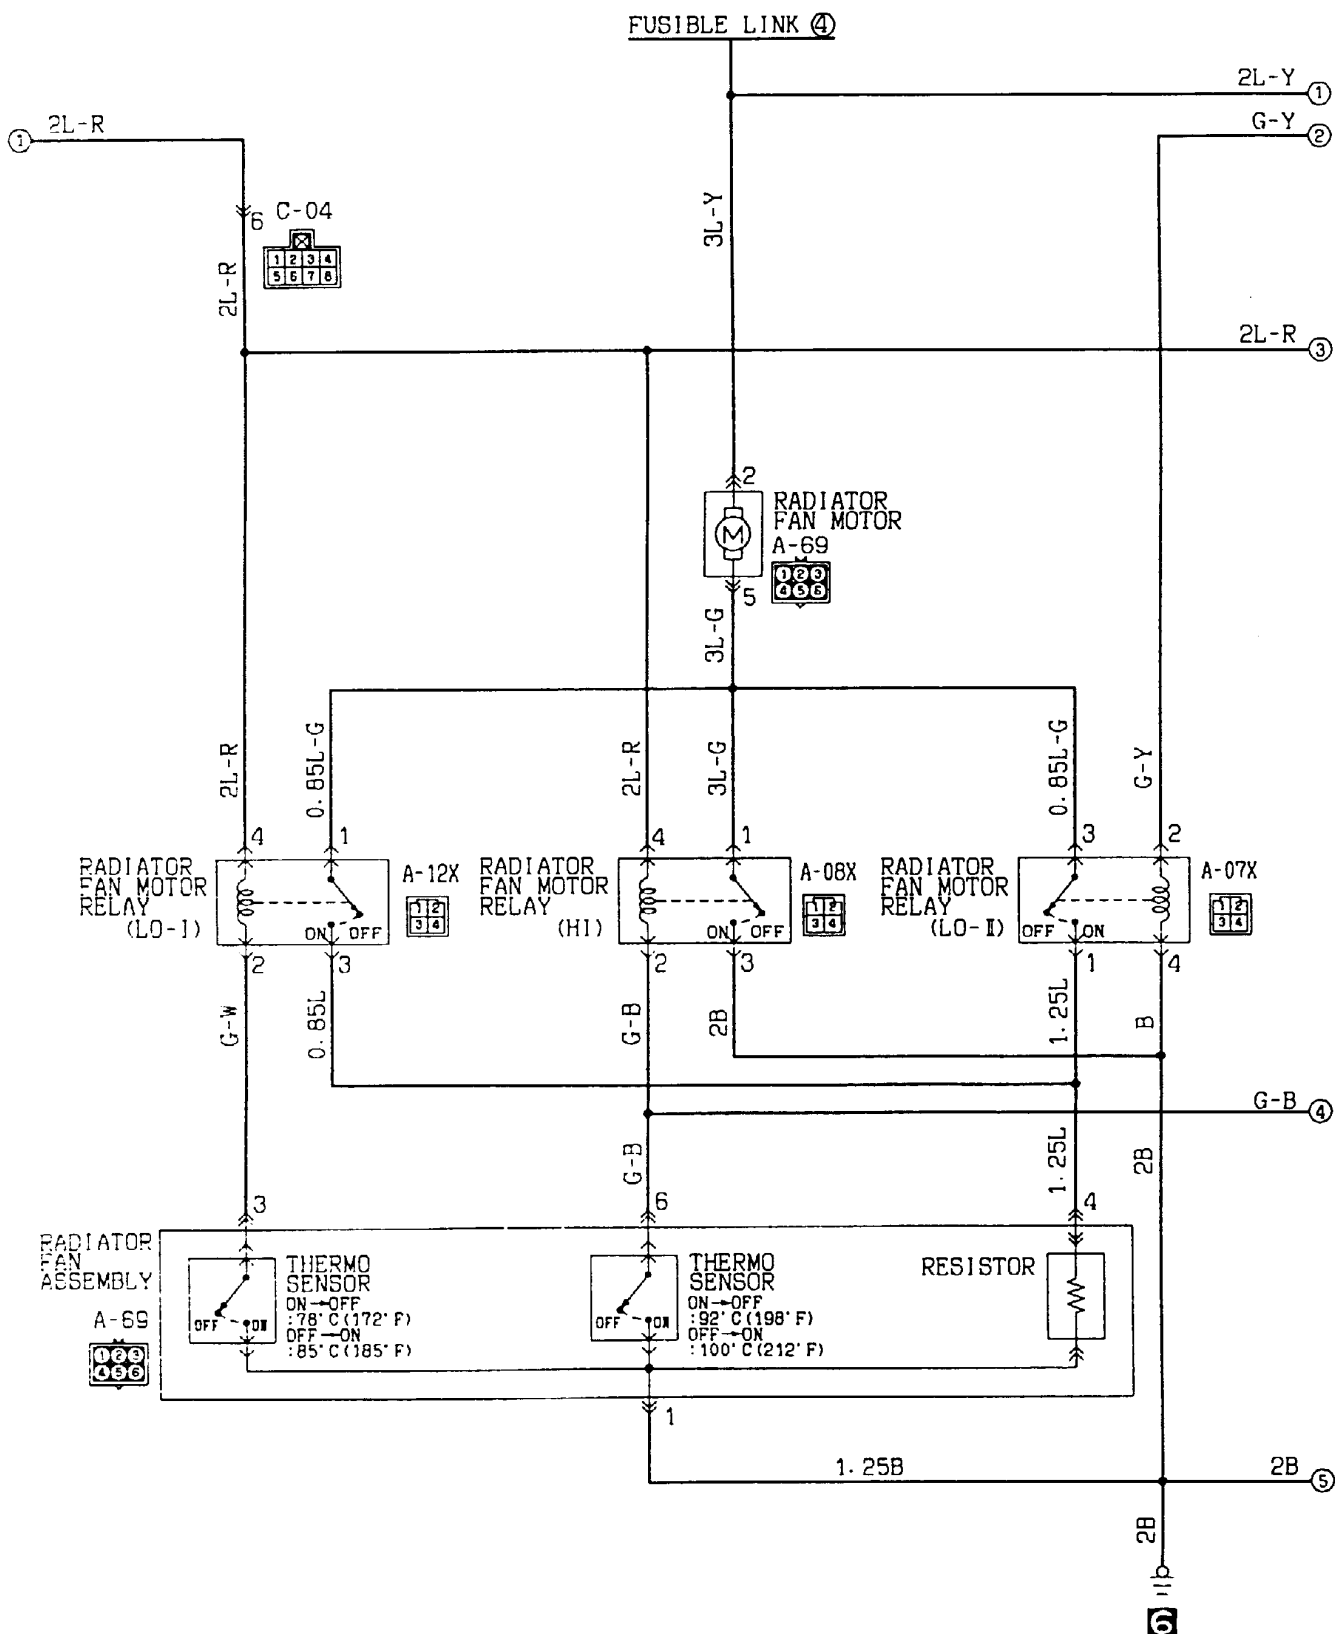 FUSIBLE LINK ④
2L-Y ①
① 2L-R
G-Y ②
3L-Y
6 C-04
1 2 3 4
5 6 7 8
2L-R
2L-R ③
2
RADIATOR
FAN MOTOR
M
A-69
1 2 3
4 5 6
5
3L-G
2L-R
0.85L-G
2L-R
3L-G
0.85L-G
G-Y
4 1 4 1 3 2
RADIATOR
FAN MOTOR
RELAY
(LO-I)
A-12X
1 2
3 4
ON OFF
RADIATOR
FAN MOTOR
RELAY
(HI)
A-08X
1 2
3 4
ON OFF
RADIATOR
FAN MOTOR
RELAY
(LO-II)
A-07X
1 2
3 4
OFF ON
2 3 2 3 1 4
G-W
0.85L
G-B
2B
1.25L
B
G-B ④
G-B
1.25L
2B
3 6 4
RADIATOR
FAN
ASSEMBLY
A-69
1 2 3
4 5 6
THERMO
SENSOR
ON→OFF
:78°C(172°F)
OFF→ON
:85°C(185°F)
OFF ON
THERMO
SENSOR
ON→OFF
:92°C(198°F)
OFF→ON
:100°C(212°F)
OFF ON
RESISTOR
1
1.25B
2B ⑤
2B
6